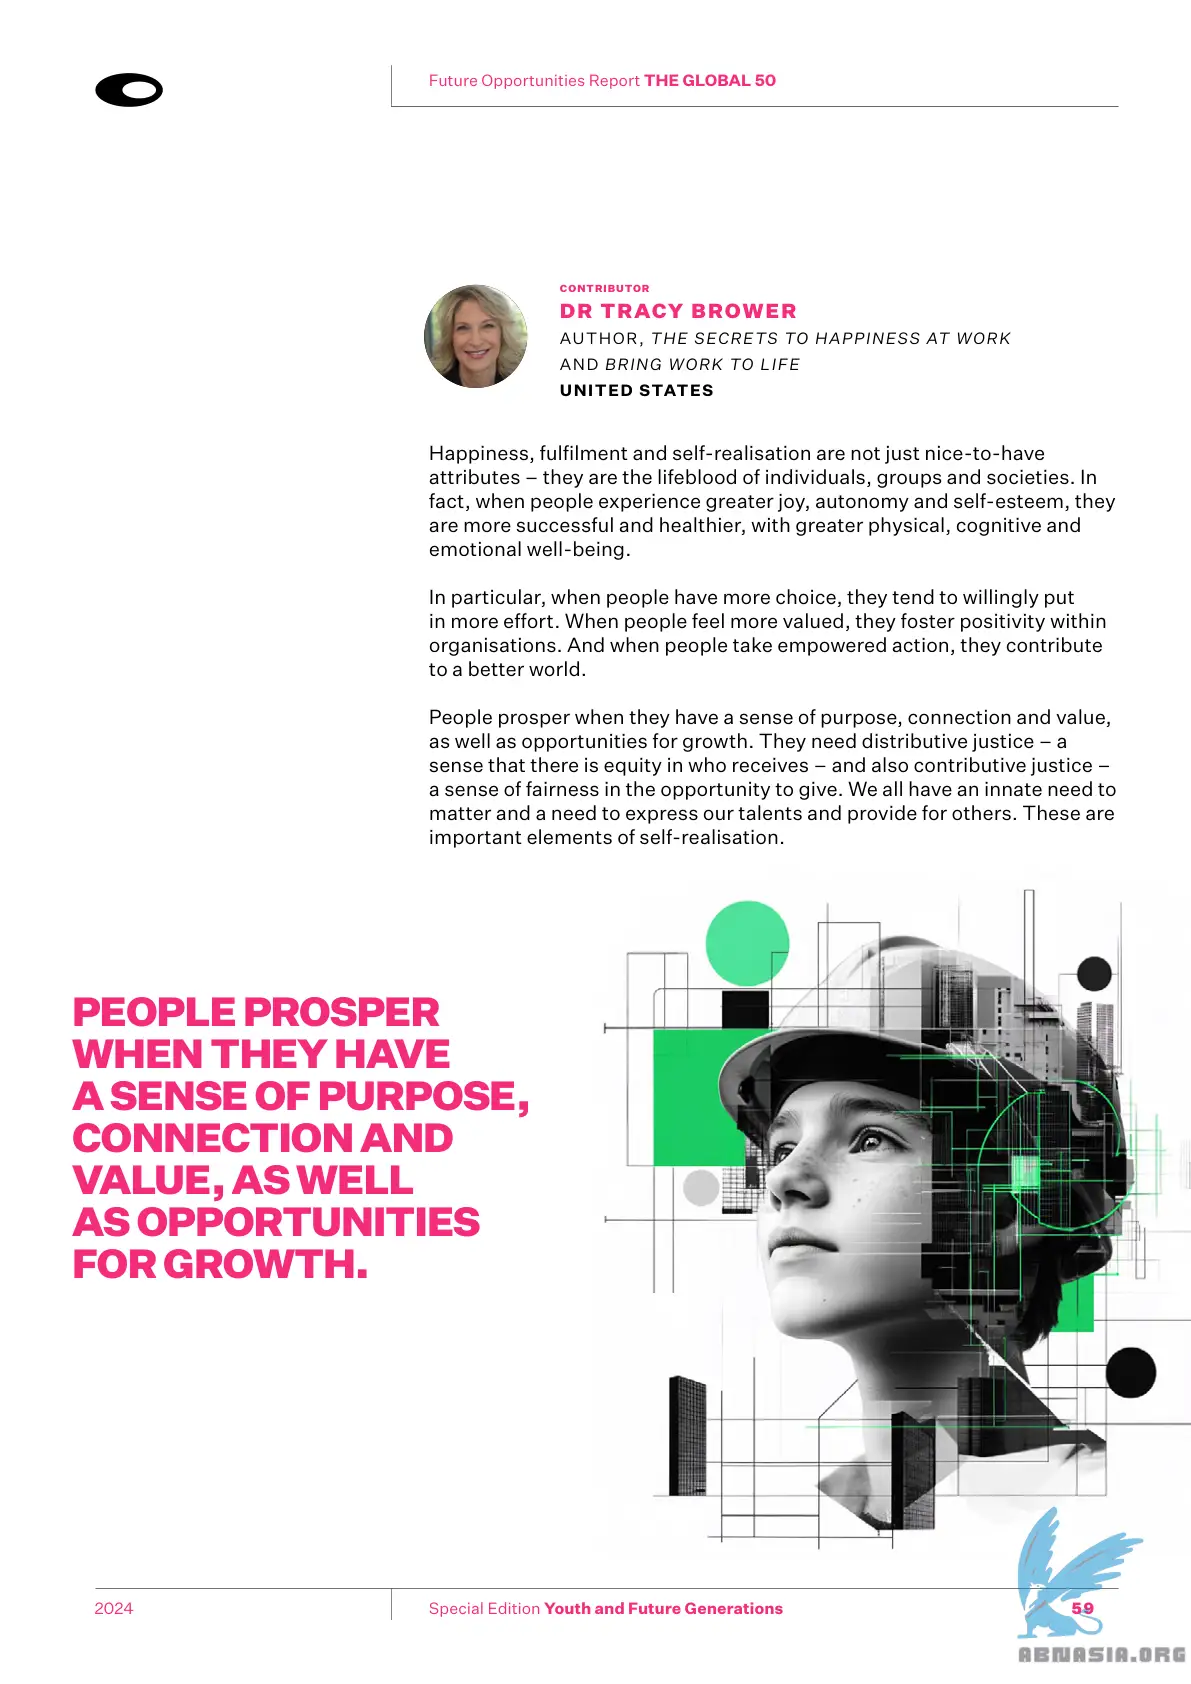 Future Opportunities Report THE GLOBAL 50
CONTRIBUTOR
DR TRACY BROWER
AUTHOR, THE SECRETS TO HAPPINESS AT WORK
AND BRING WORK TO LIFE
UNITED STATES
Happiness, fulfilment and self-realisation are not just nice-to-have
attributes – they are the lifeblood of individuals, groups and societies. In
fact, when people experience greater joy, autonomy and self-esteem, they
are more successful and healthier, with greater physical, cognitive and
emotional well-being.
In particular, when people have more choice, they tend to willingly put
in more effort. When people feel more valued, they foster positivity within
organisations. And when people take empowered action, they contribute
to a better world.
People prosper when they have a sense of purpose, connection and value,
as well as opportunities for growth. They need distributive justice – a
sense that there is equity in who receives – and also contributive justice –
a sense of fairness in the opportunity to give. We all have an innate need to
matter and a need to express our talents and provide for others. These are
important elements of self-realisation.
PEOPLE PROSPER
WHEN THEY HAVE
A SENSE OF PURPOSE,
CONNECTION AND
VALUE, AS WELL
AS OPPORTUNITIES
FOR GROWTH.
2024
Special Edition Youth and Future Generations
59
ABNASIA.ORG